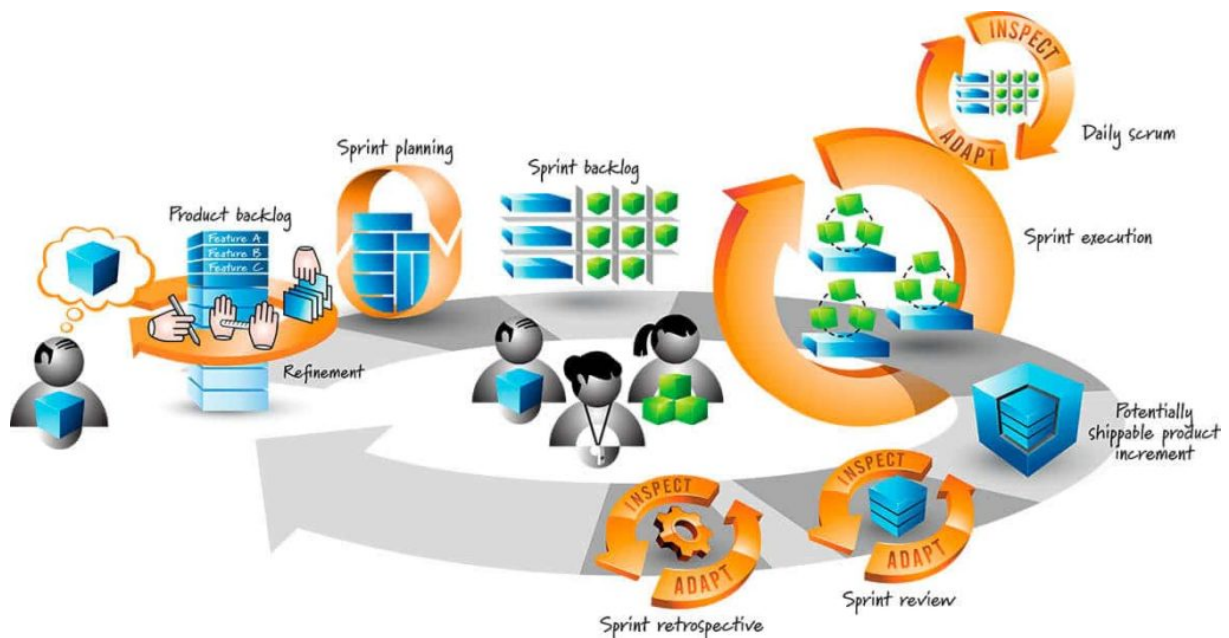 Sprint planning
Sprint backlog
Product backlog
Feature A
Feature B
Feature C
Refinement
INSPECT
ADAPT
Daily scrum
Sprint execution
Potentially
shippable product
increment
INSPECT
ADAPT
Sprint review
INSPECT
ADAPT
Sprint retrospective